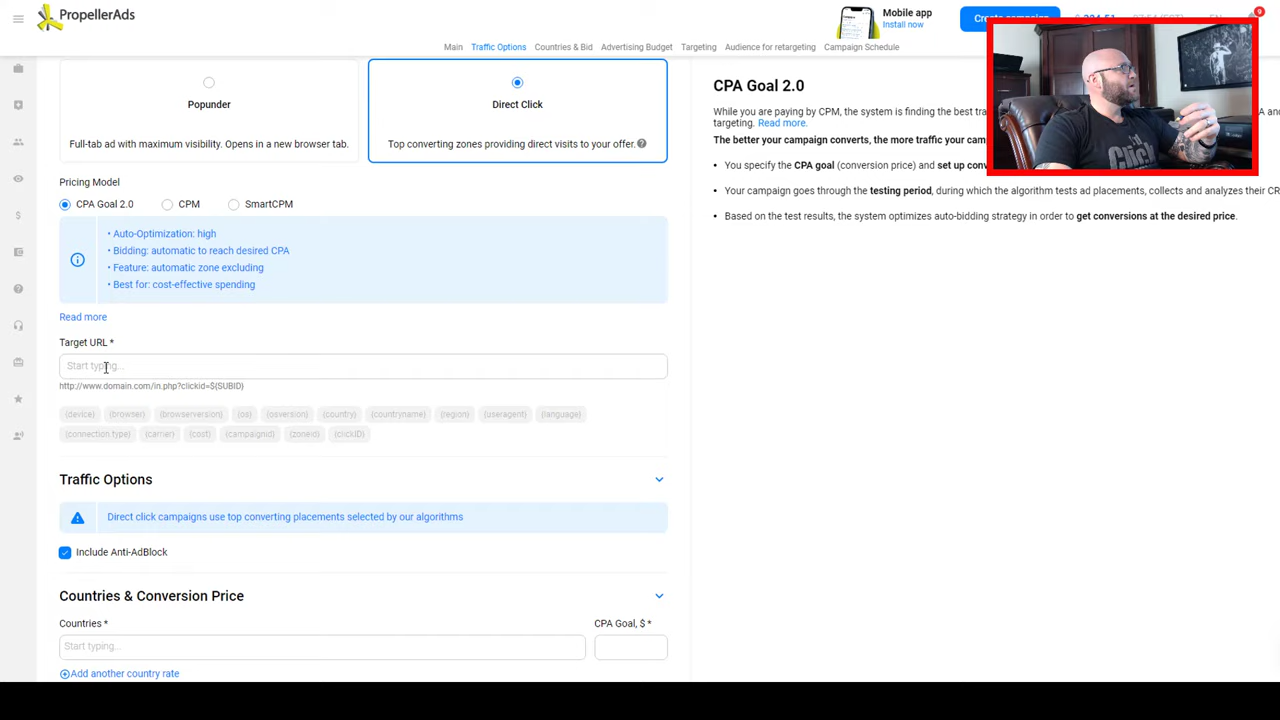 PropellerAds
Mobile app
Install now
9
Main Traffic Options Countries & Bid Advertising Budget Targeting Audience for retargeting Campaign Schedule
Popunder
Full-tab ad with maximum visibility. Opens in a new browser tab.
Direct Click
Top converting zones providing direct visits to your offer.
Pricing Model
CPA Goal 2.0 CPM SmartCPM
• Auto-Optimization: high
• Bidding: automatic to reach desired CPA
• Feature: automatic zone excluding
• Best for: cost-effective spending
Read more
Target URL *
Start typing...
http://www.domain.com/in.php?clickid=${SUBID}
{device} {browser} {browserversion} {os} {osversion} {country} {countryname} {region} {useragent} {language}
{connection.type} {carrier} {cost} {campaignid} {zoneid} {clickID}
Traffic Options
Direct click campaigns use top converting placements selected by our algorithms
Include Anti-AdBlock
Countries & Conversion Price
Countries * CPA Goal, $ *
Start typing...
Add another country rate
CPA Goal 2.0
While you are paying by CPM, the system is finding the best
targeting. Read more.
The better your campaign converts, the more traffic your
• You specify the CPA goal (conversion price) and set up
• Your campaign goes through the testing period, during which the algorithm tests ad placements, collects and analyzes their
• Based on the test results, the system optimizes auto-bidding strategy in order to get conversions at the desired price.
Click